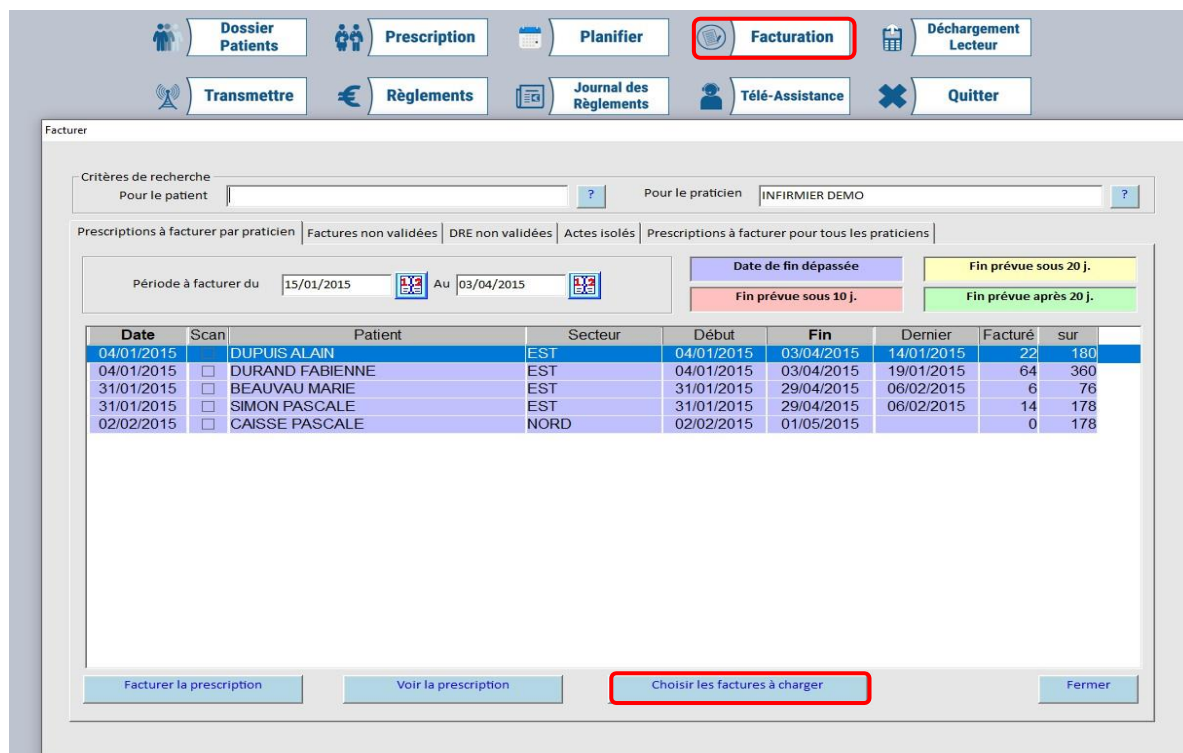 Dossier
Patients
Prescription
Planifier
Facturation
Déchargement
Lecteur
Transmettre
Règlements
Journal des
Règlements
Télé-Assistance
Quitter
Facturer
Critères de recherche
Pour le patient ? Pour le praticien INFIRMIER DEMO ?
Prescriptions à facturer par praticien Factures non validées DRE non validées Actes isolés Prescriptions à facturer pour tous les praticiens
Période à facturer du 15/01/2015 Au 03/04/2015
Date de fin dépassée Fin prévue sous 20 j.
Fin prévue sous 10 j. Fin prévue après 20 j.
Date Scan Patient Secteur Début Fin Dernier Facturé sur
04/01/2015 DUPUIS ALAIN EST 04/01/2015 03/04/2015 14/01/2015 22 180
04/01/2015 DURAND FABIENNE EST 04/01/2015 03/04/2015 19/01/2015 64 360
31/01/2015 BEAUVAU MARIE EST 31/01/2015 29/04/2015 06/02/2015 6 76
31/01/2015 SIMON PASCALE EST 31/01/2015 29/04/2015 06/02/2015 14 178
02/02/2015 CAISSE PASCALE NORD 02/02/2015 01/05/2015 0 178
Facturer la prescription Voir la prescription Choisir les factures à charger Fermer